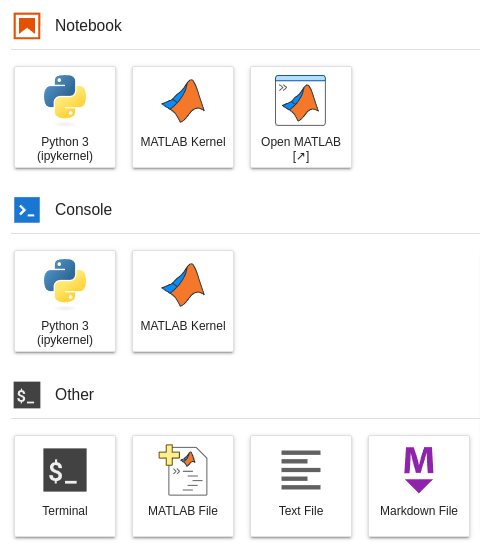 Notebook
Python 3
(ipykernel)
MATLAB Kernel
Open MATLAB
[↗]
Console
Python 3
(ipykernel)
MATLAB Kernel
$_ Other
$_
Terminal
MATLAB File
Text File
M
Markdown File